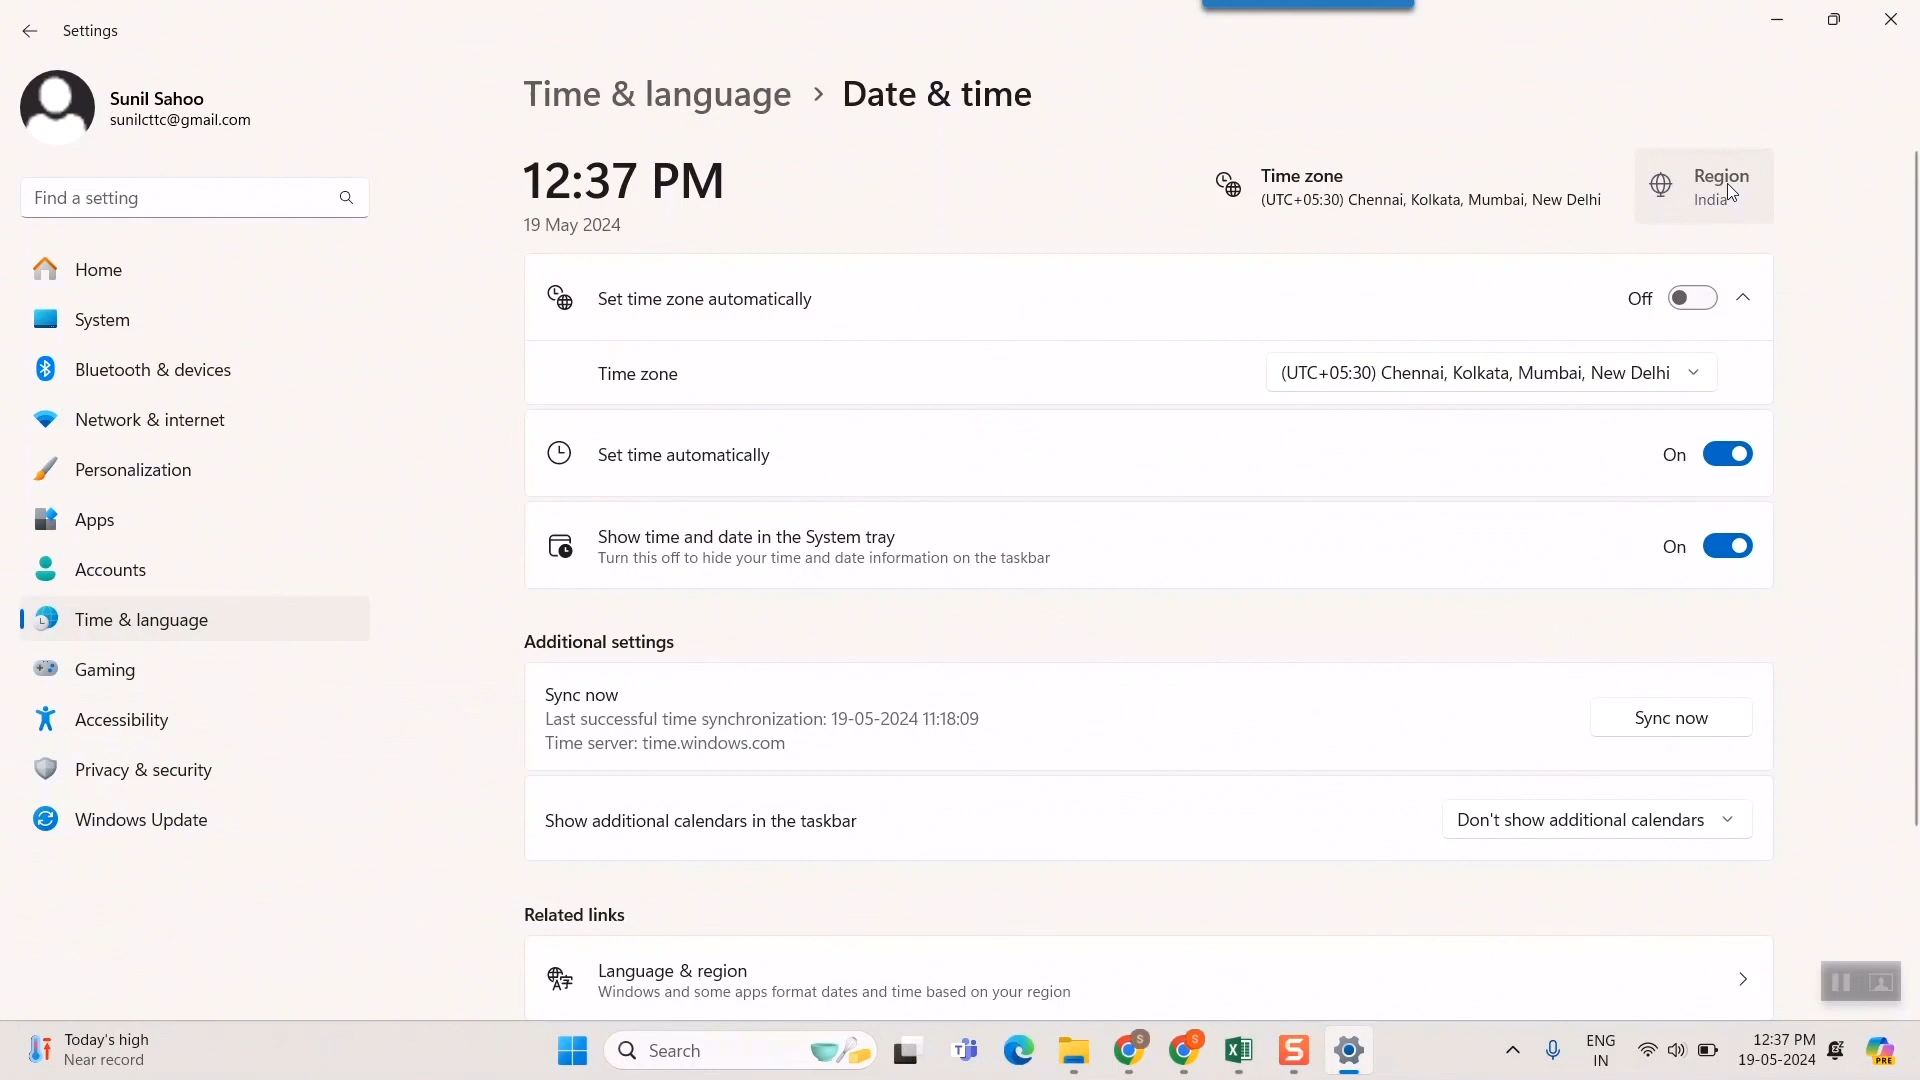 Settings
Sunil Sahoo
sunilcttc@gmail.com
Find a setting
Home
System
Bluetooth & devices
Network & internet
Personalization
Apps
Accounts
Time & language
Gaming
Accessibility
Privacy & security
Windows Update
Time & language > Date & time
12:37 PM
19 May 2024
Time zone
(UTC+05:30) Chennai, Kolkata, Mumbai, New Delhi
Region
India
Set time zone automatically
Off
Time zone
(UTC+05:30) Chennai, Kolkata, Mumbai, New Delhi
Set time automatically
On
Show time and date in the System tray
Turn this off to hide your time and date information on the taskbar
On
Additional settings
Sync now
Last successful time synchronization: 19-05-2024 11:18:09
Time server: time.windows.com
Sync now
Show additional calendars in the taskbar
Don't show additional calendars
Related links
Language & region
Windows and some apps format dates and time based on your region
Today's high
Near record
Search
S
S
S
ENG
IN
12:37 PM
19-05-2024
PRE